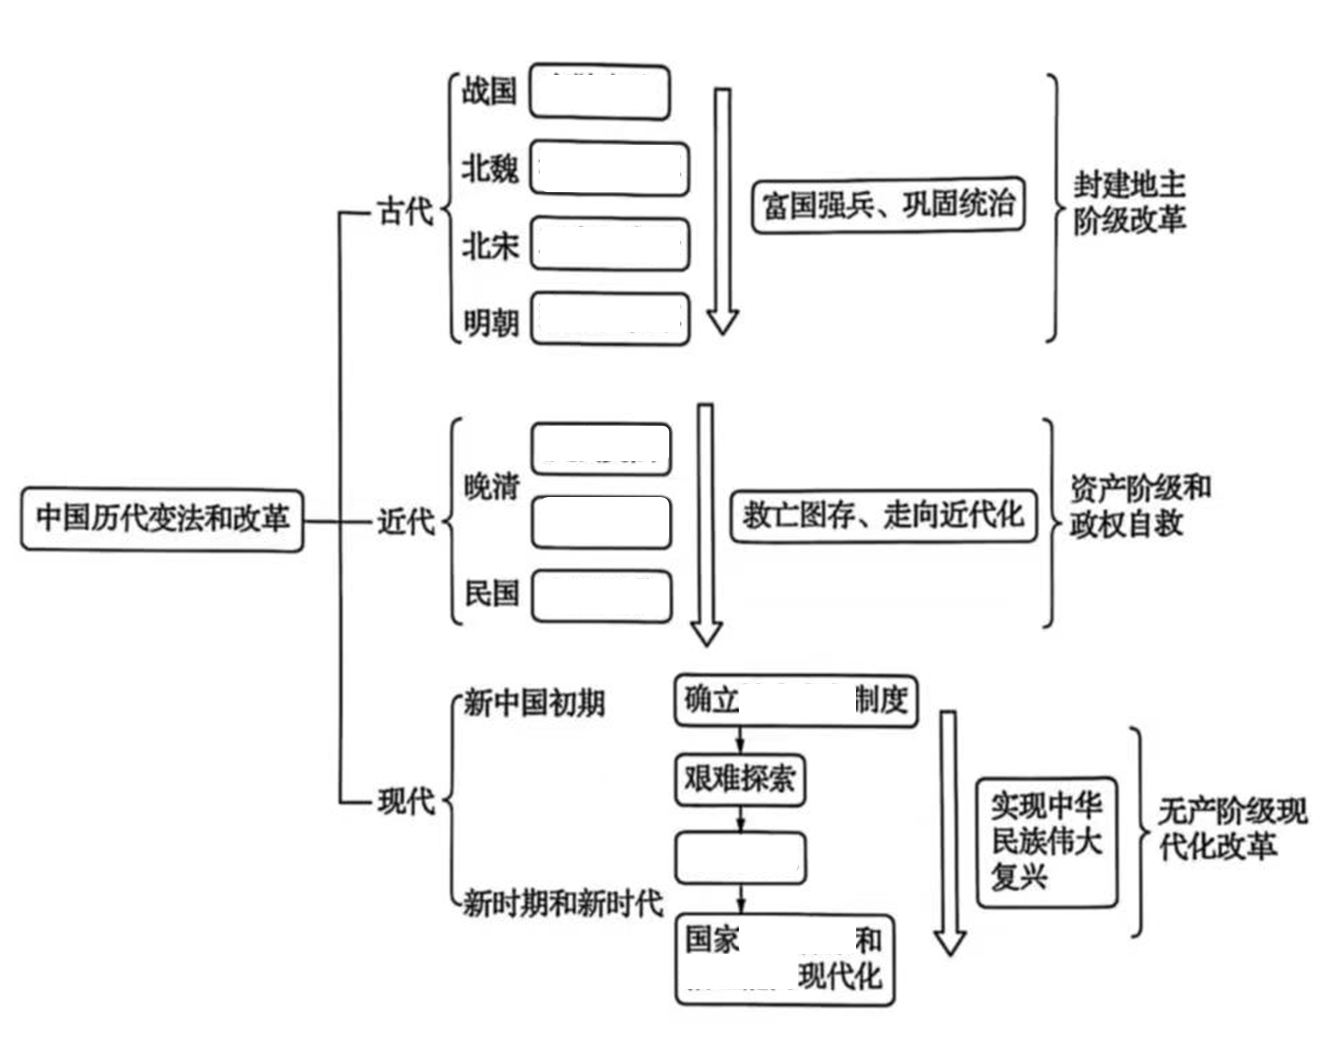 中国历代变法和改革
古代
战国
北魏
北宋
明朝
富国强兵、巩固统治
封建地主
阶级改革
近代
晚清
民国
救亡图存、走向近代化
资产阶级和
政权自救
现代
新中国初期
确立 制度
艰难探索
新时期和新时代
国家 和
现代化
实现中华
民族伟大
复兴
无产阶级现
代化改革